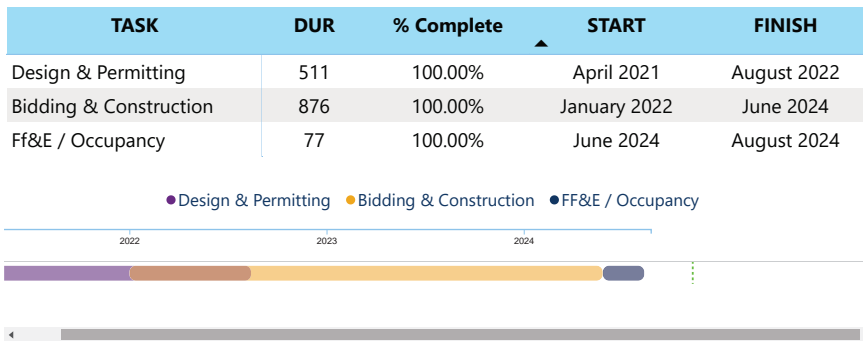 TASK DUR % Complete START FINISH
Design & Permitting 511 100.00% April 2021 August 2022
Bidding & Construction 876 100.00% January 2022 June 2024
Ff&E / Occupancy 77 100.00% June 2024 August 2024
Design & Permitting Bidding & Construction FF&E / Occupancy
2022 2023 2024